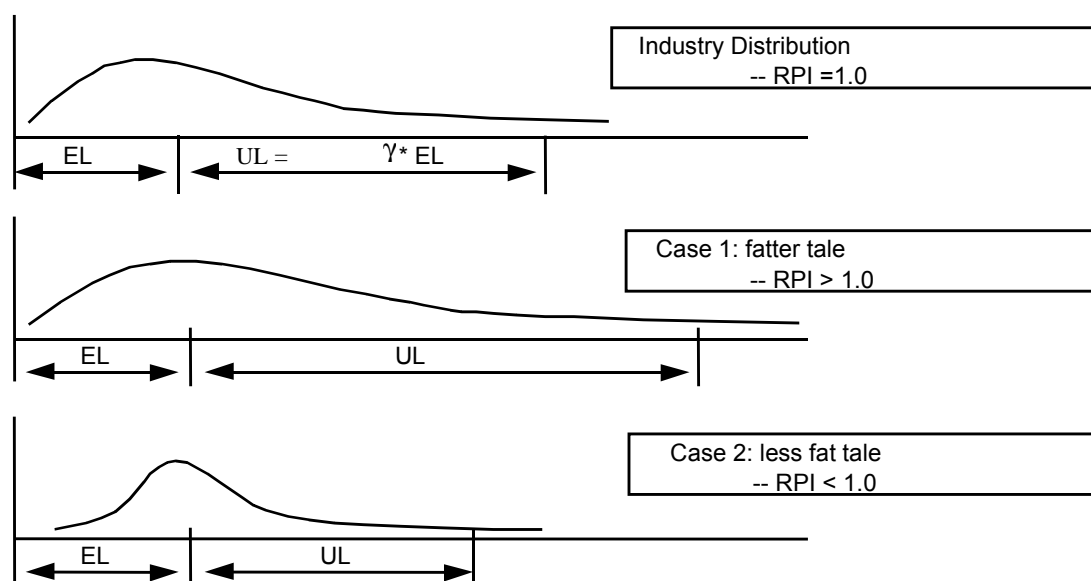 Industry Distribution
-- RPI =1.0
EL UL = γ* EL
Case 1: fatter tale
-- RPI > 1.0
EL UL
Case 2: less fat tale
-- RPI < 1.0
EL UL